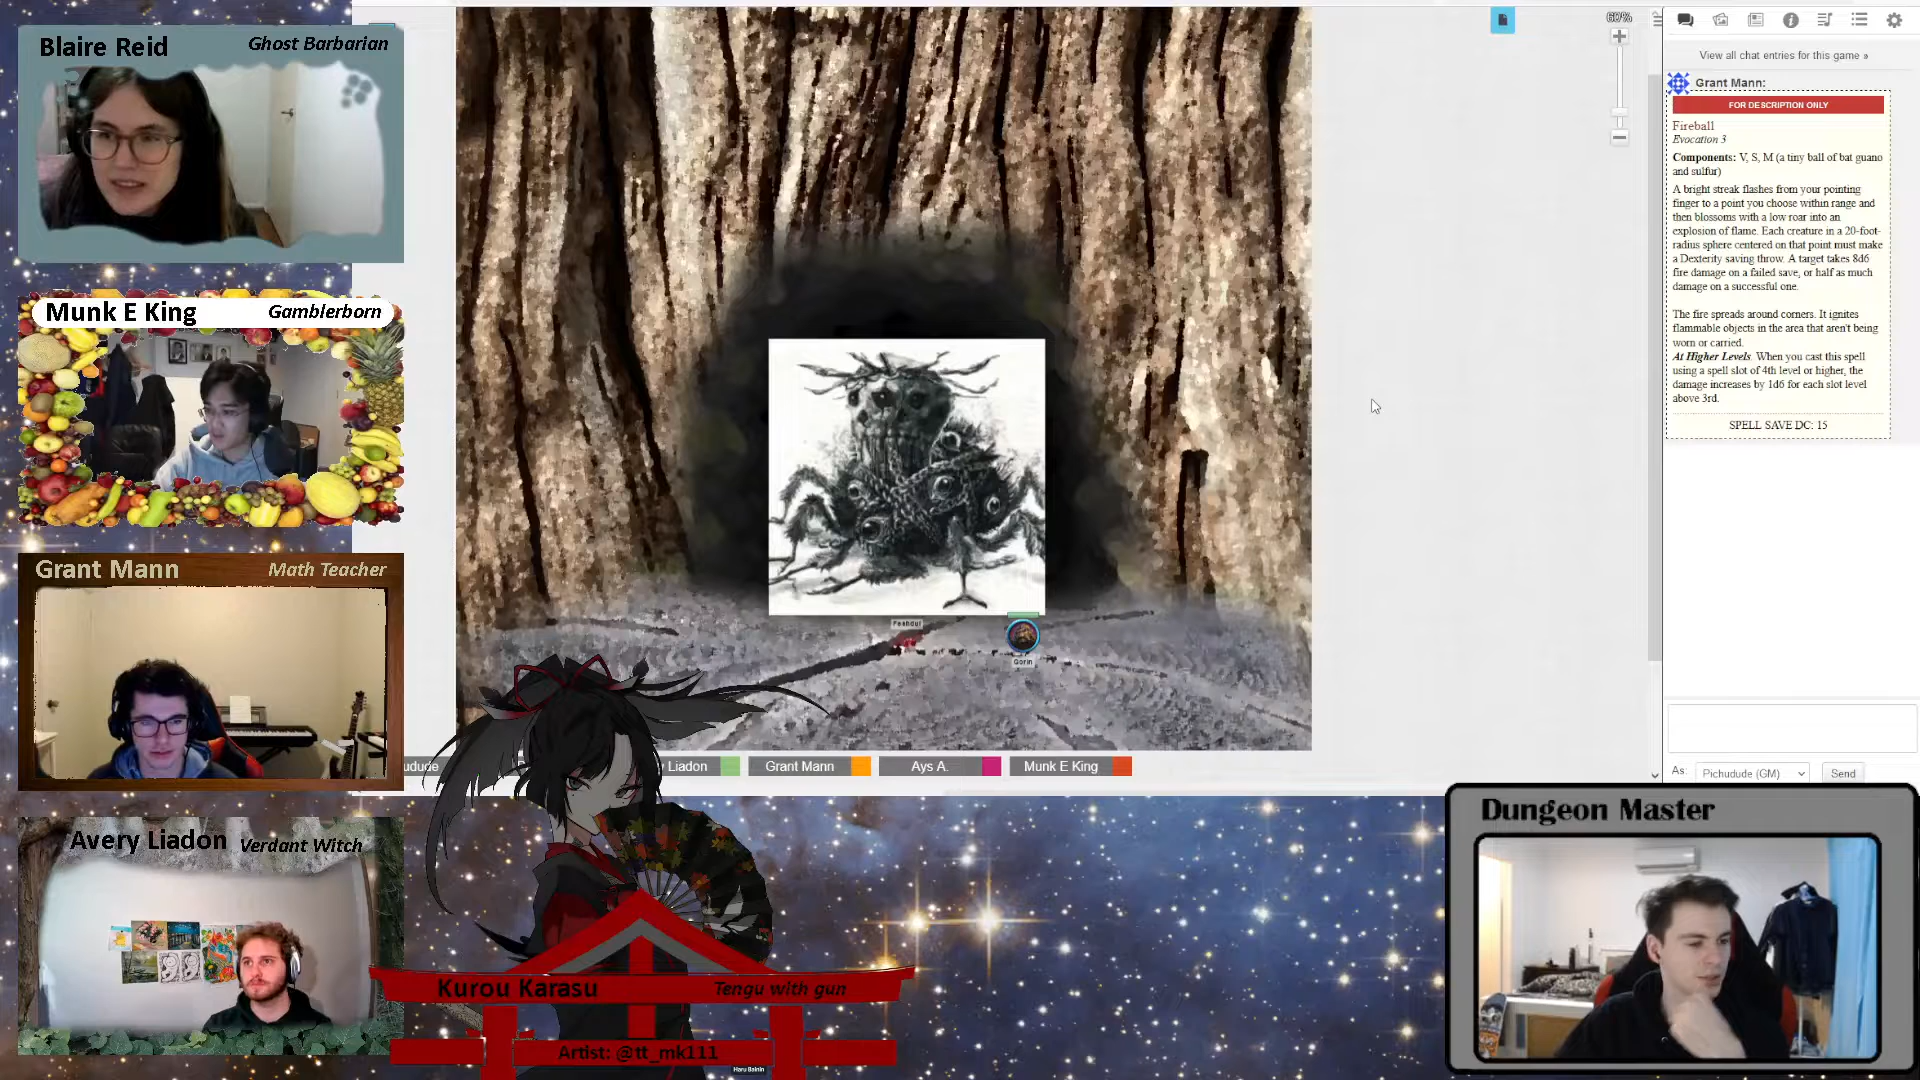 Blaire Reid
Ghost Barbarian
Munk E King
Gamblerborn
Grant Mann
Math Teacher
Avery Liadon
Verdant Witch
Peahdur
Gorin
udude
Liadon
Grant Mann
Ays A.
Munk E King
Kurou Karasu
Tengu with gun
Artist: @tt_mk111
Haru Bainin
60%
View all chat entries for this game »
Grant Mann:
FOR DESCRIPTION ONLY
Fireball
Evocation 3
Components: V, S, M (a tiny ball of bat guano
and sulfur)
A bright streak flashes from your pointing
finger to a point you choose within range and
then blossoms with a low roar into an
explosion of flame. Each creature in a 20-foot-
radius sphere centered on that point must make
a Dexterity saving throw. A target takes 8d6
fire damage on a failed save, or half as much
damage on a successful one.
The fire spreads around corners. It ignites
flammable objects in the area that aren't being
worn or carried.
At Higher Levels. When you cast this spell
using a spell slot of 4th level or higher, the
damage increases by 1d6 for each slot level
above 3rd.
SPELL SAVE DC: 15
As:
Pichudude (GM)
Send
Dungeon Master